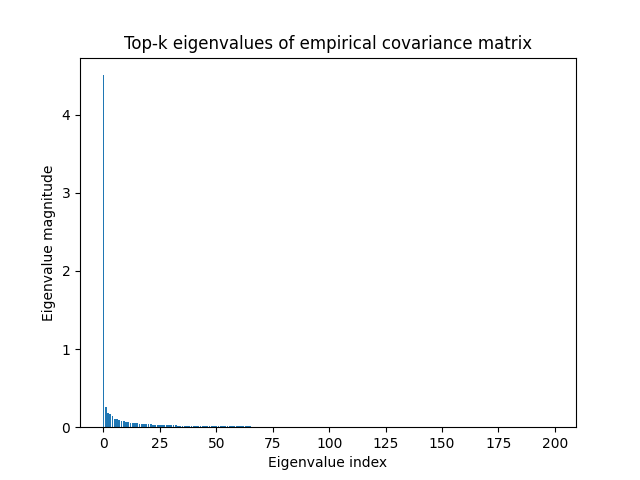 Top-k eigenvalues of empirical covariance matrix
4
3
2
1
0
Eigenvalue magnitude
0 25 50 75 100 125 150 175 200
Eigenvalue index